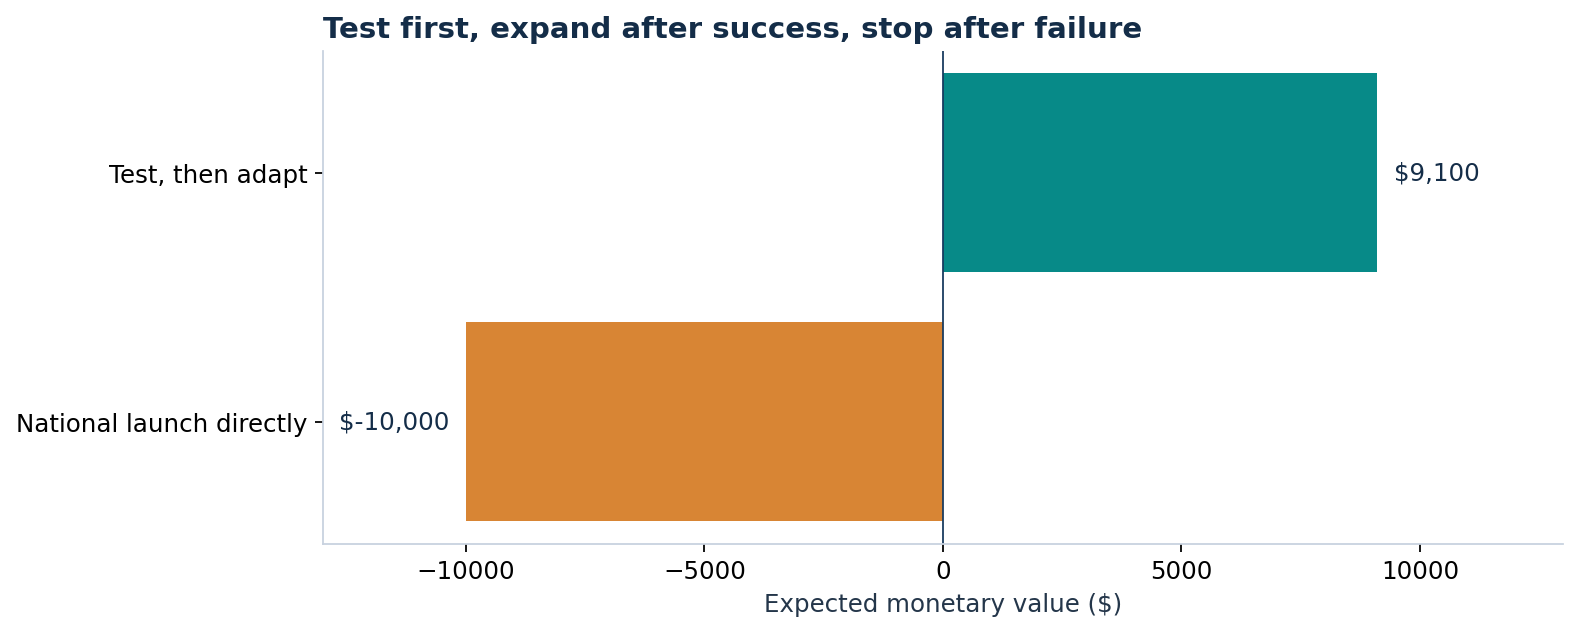 Test first, expand after success, stop after failure
Test, then adapt
$9,100
National launch directly
$-10,000
−10000
−5000
0
5000
10000
Expected monetary value ($)